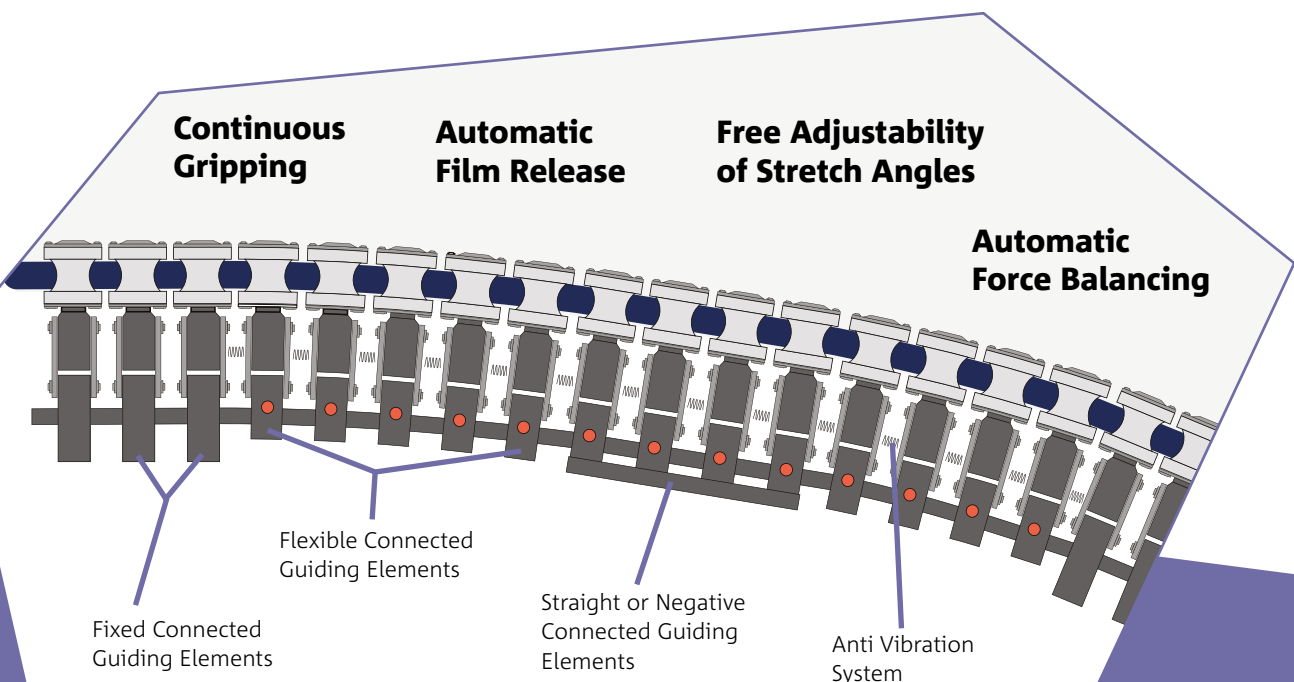 Continuous
Gripping
Automatic
Film Release
Free Adjustability
of Stretch Angles
Automatic
Force Balancing
Flexible Connected
Guiding Elements
Fixed Connected
Guiding Elements
Straight or Negative
Connected Guiding
Elements
Anti Vibration
System